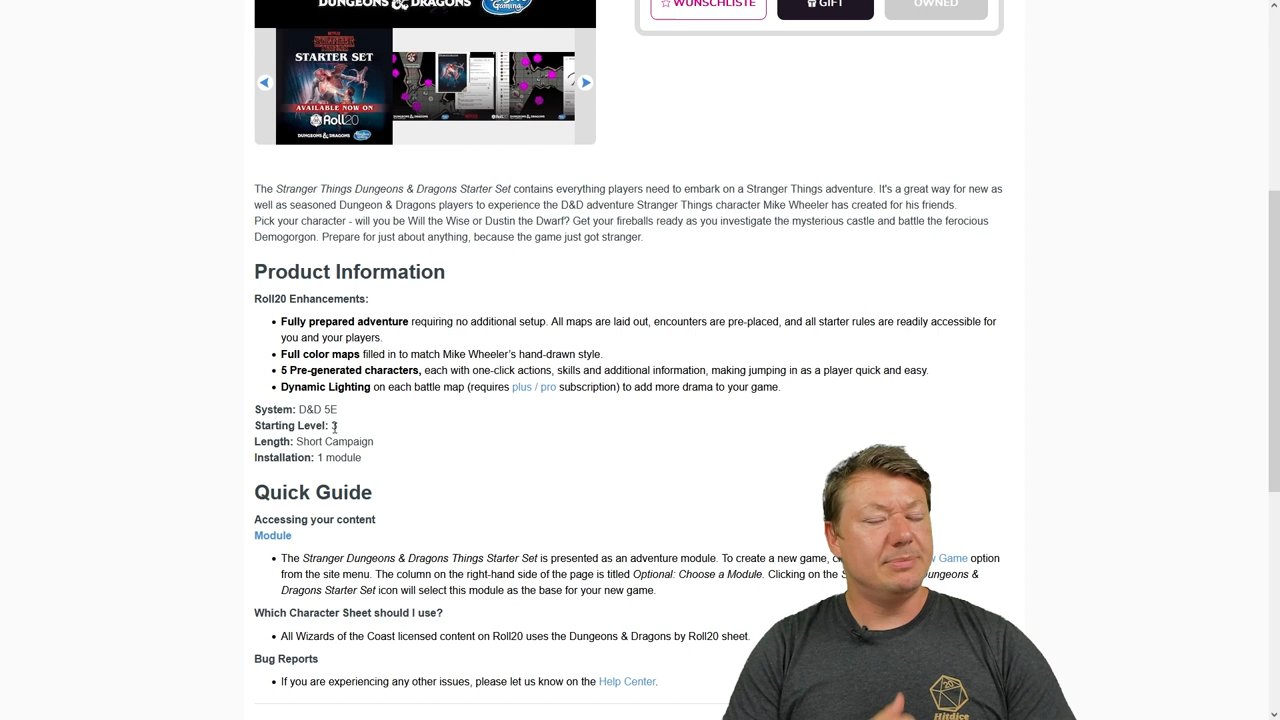 DUNGEONS & DRAGONS
Gaming
WUNSCHLISTE
GIFT
OWNED
STRANGER THINGS
STARTER SET
AVAILABLE NOW ON
Roll20
DUNGEONS & DRAGONS
The Stranger Things Dungeons & Dragons Starter Set contains everything players need to embark on a Stranger Things adventure. It's a great way for new as
well as seasoned Dungeon & Dragons players to experience the D&D adventure Stranger Things character Mike Wheeler has created for his friends.
Pick your character - will you be Will the Wise or Dustin the Dwarf? Get your fireballs ready as you investigate the mysterious castle and battle the ferocious
Demogorgon. Prepare for just about anything, because the game just got stranger.
Product Information
Roll20 Enhancements:
• Fully prepared adventure requiring no additional setup. All maps are laid out, encounters are pre-placed, and all starter rules are readily accessible for
you and your players.
• Full color maps filled in to match Mike Wheeler's hand-drawn style.
• 5 Pre-generated characters, each with one-click actions, skills and additional information, making jumping in as a player quick and easy.
• Dynamic Lighting on each battle map (requires plus / pro subscription) to add more drama to your game.
System: D&D 5E
Starting Level: 3
Length: Short Campaign
Installation: 1 module
Quick Guide
Accessing your content
Module
• The Stranger Dungeons & Dragons Things Starter Set is presented as an adventure module. To create a new game, Game option
from the site menu. The column on the right-hand side of the page is titled Optional: Choose a Module. Clicking on the &
Dragons Starter Set icon will select this module as the base for your new game.
Which Character Sheet should I use?
• All Wizards of the Coast licensed content on Roll20 uses the Dungeons & Dragons by Roll20 sheet.
Bug Reports
• If you are experiencing any other issues, please let us know on the Help Center.
20
Hitdice